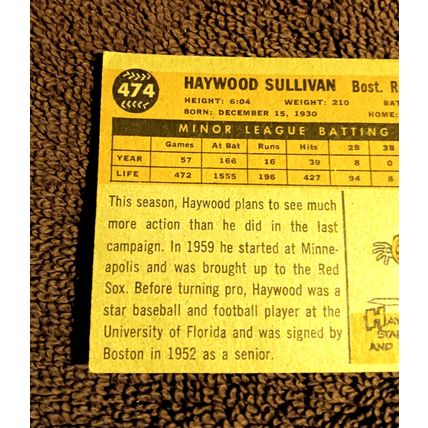 474
HAYWOOD SULLIVAN Bost. R
HEIGHT: 6:04 WEIGHT: 210 BAT
BORN: DECEMBER 15, 1930 HOME:
MINOR LEAGUE BATTING
Games At Bat Runs Hits 2B 3B
YEAR 57 166 16 39 8 0
LIFE 472 1555 196 427 94 8
This season, Haywood plans to see much
more action than he did in the last
campaign. In 1959 he started at Minne-
apolis and was brought up to the Red
Sox. Before turning pro, Haywood was a
star baseball and football player at the
University of Florida and was signed by
Boston in 1952 as a senior.
HAY
STAR
AND